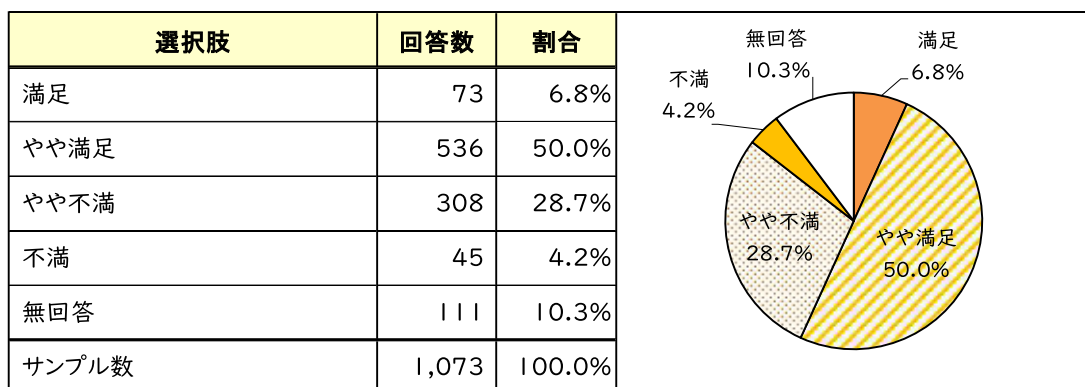 選択肢 回答数 割合
満足 73 6.8%
やや満足 536 50.0%
やや不満 308 28.7%
不満 45 4.2%
無回答 111 10.3%
サンプル数 1,073 100.0%
無回答
10.3%
満足
6.8%
不満
4.2%
やや不満
28.7%
やや満足
50.0%